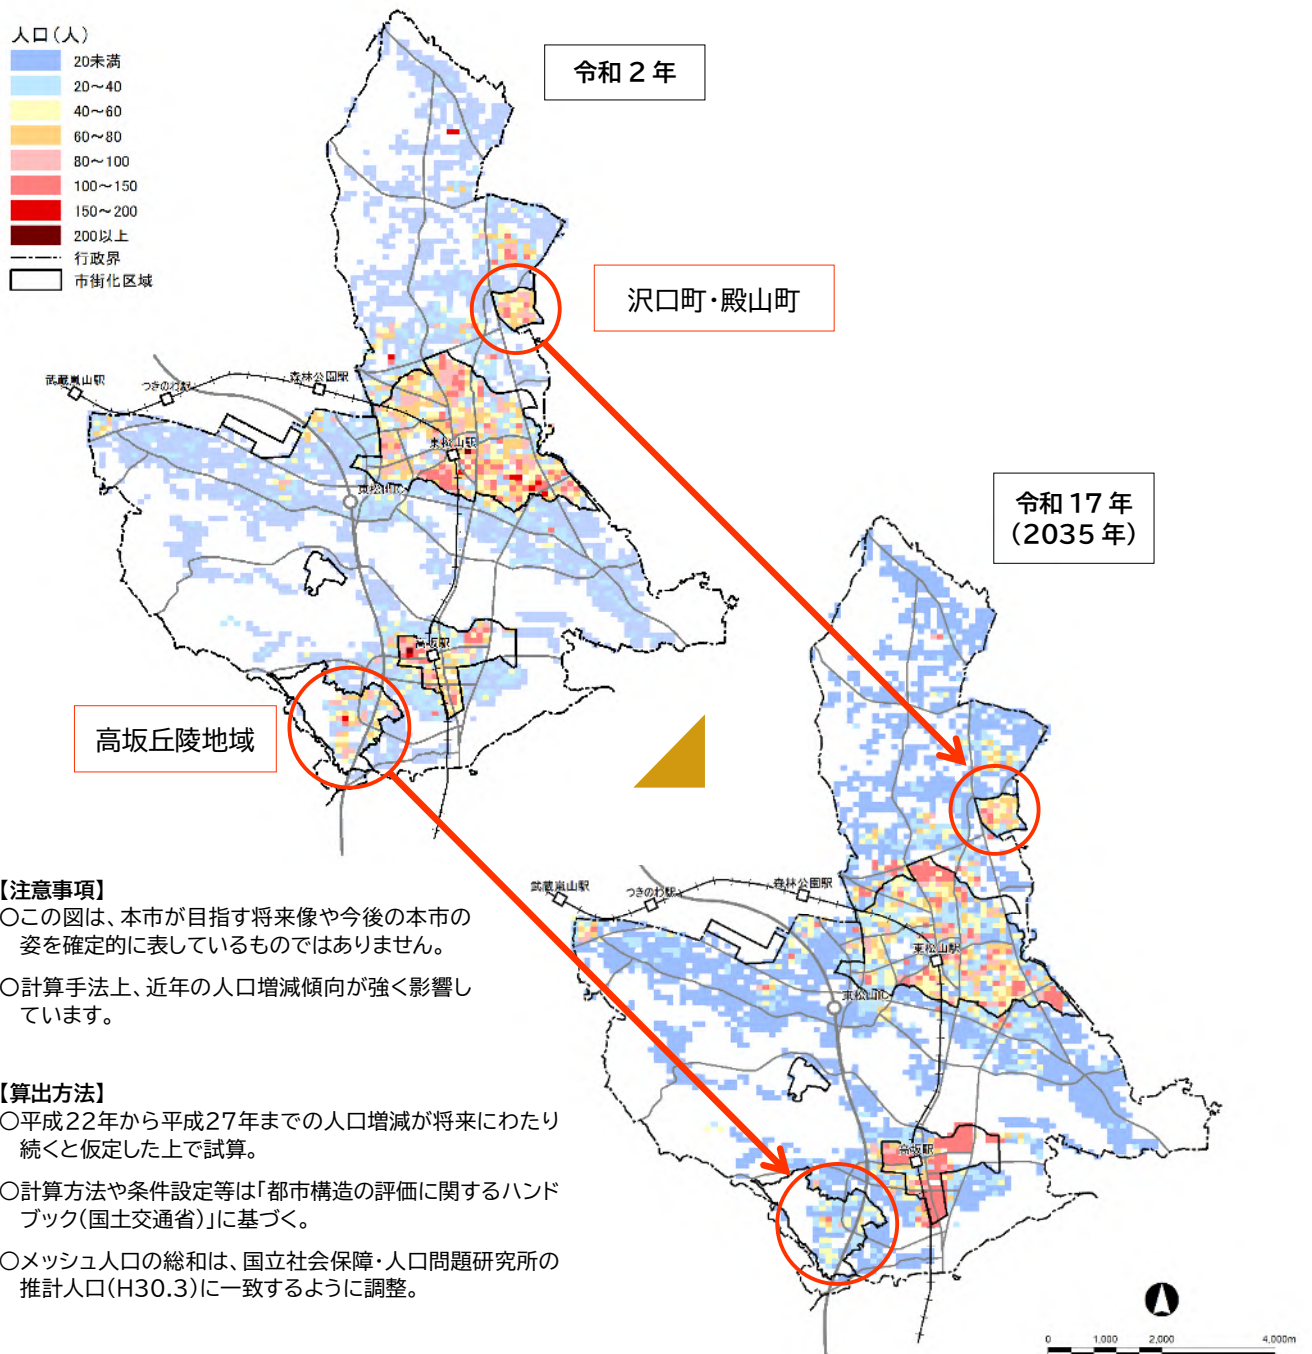 人口(人)
20未満
20～40
40～60
60～80
80～100
100～150
150～200
200以上
行政界
市街化区域
令和2年
沢口町・殿山町
武蔵嵐山駅
つきのわ駅
森林公園駅
東松山駅
東松山IC
高坂駅
高坂丘陵地域
令和17年
(2035年)
武蔵嵐山駅
つきのわ駅
森林公園駅
東松山駅
東松山IC
高坂駅
【注意事項】
○この図は、本市が目指す将来像や今後の本市の
姿を確定的に表しているものではありません。
○計算手法上、近年の人口増減傾向が強く影響し
ています。
【算出方法】
○平成22年から平成27年までの人口増減が将来にわたり
続くと仮定した上で試算。
○計算方法や条件設定等は「都市構造の評価に関するハンド
ブック(国土交通省)」に基づく。
○メッシュ人口の総和は、国立社会保障・人口問題研究所の
推計人口(H30.3)に一致するように調整。
0 1,000 2,000 4,000m